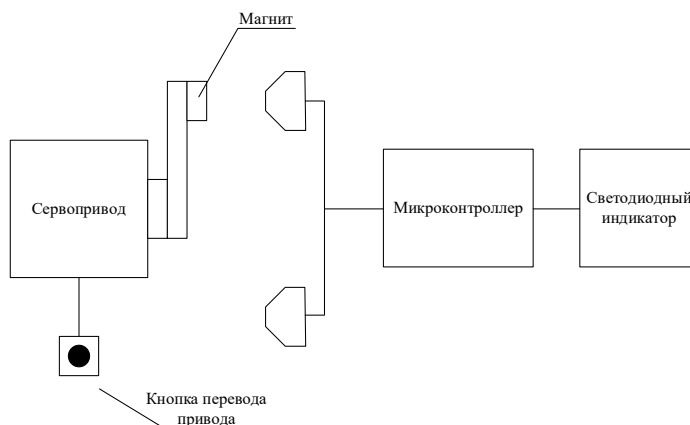 Магнит
Сервопривод
Микроконтроллер
Светодиодный
индикатор
Кнопка перевода
привода